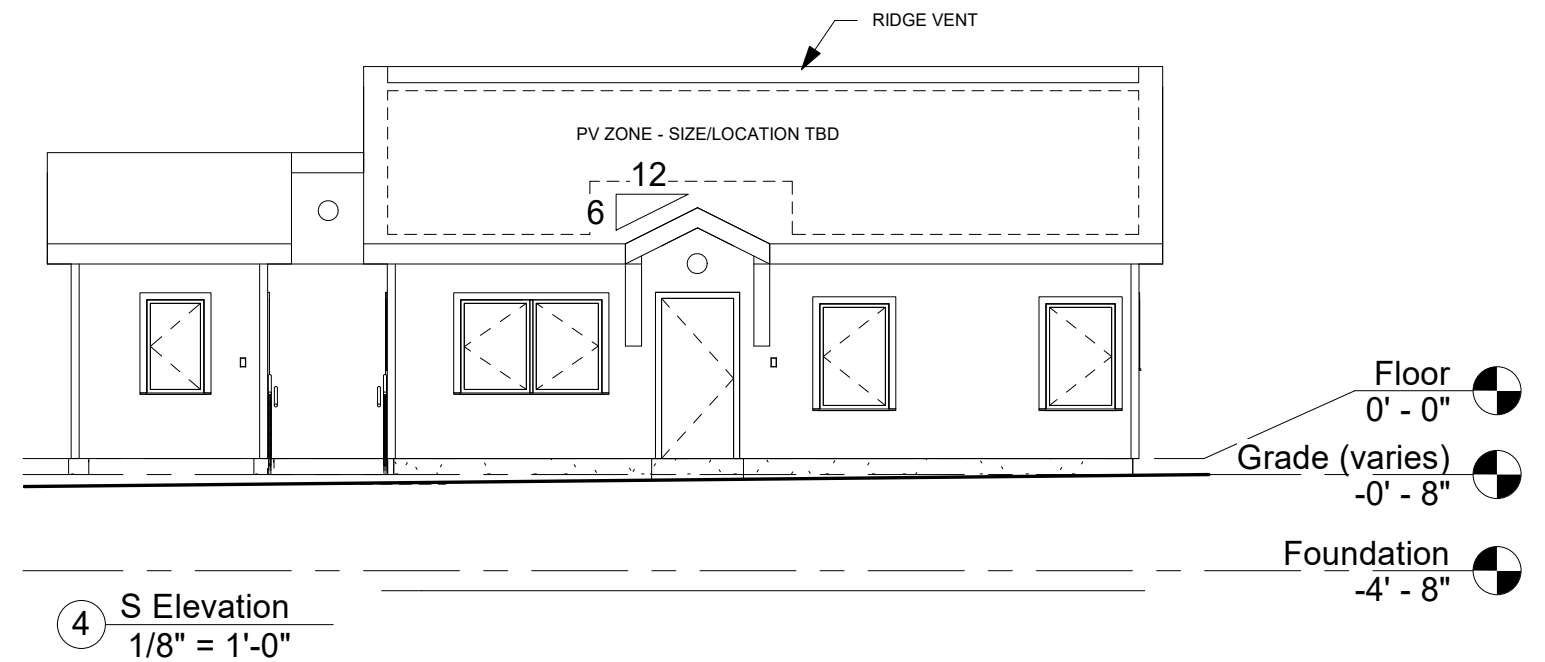 RIDGE VENT
PV ZONE - SIZE/LOCATION TBD
12
6
Floor
0' - 0"
Grade (varies)
-0' - 8"
Foundation
-4' - 8"
4
S Elevation
1/8" = 1'-0"